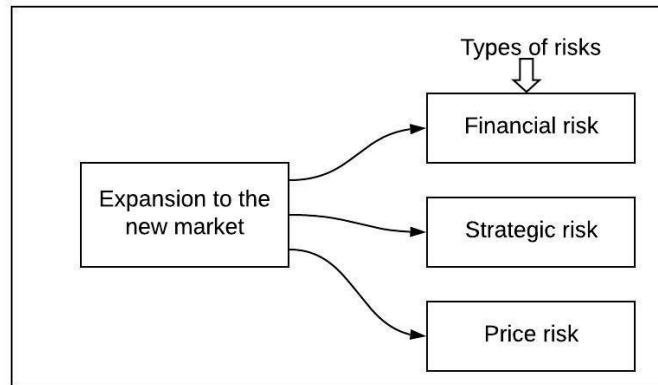 Types of risks
Financial risk
Expansion to the
new market
Strategic risk
Price risk